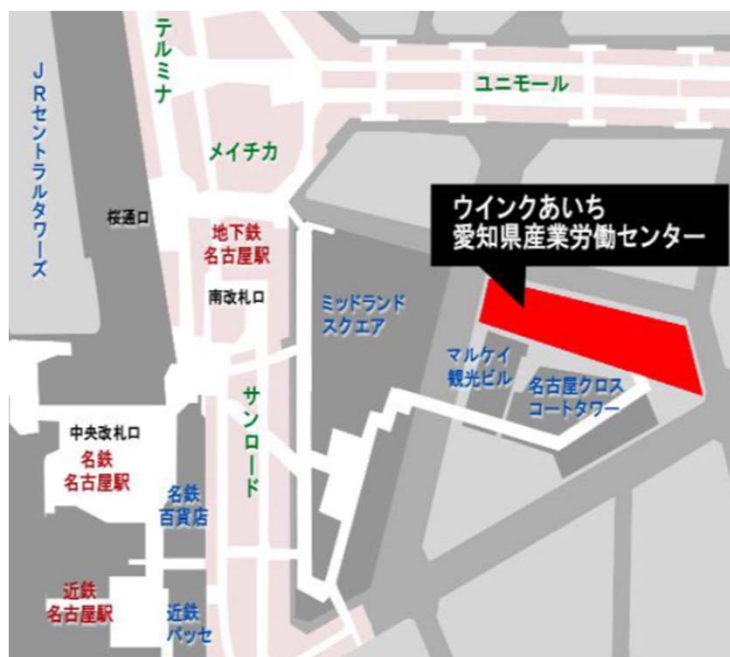 テルミナ
ユニモール
JRセントラルタワーズ
メイチカ
ウインクあいち
愛知県産業労働センター
桜通口
地下鉄
名古屋駅
南改札口
ミッドランド
スクエア
マルケイ
観光ビル
名古屋クロス
コートタワー
サンロード
中央改札口
名鉄
名古屋駅
名鉄
百貨店
近鉄
名古屋駅
近鉄
パッセ